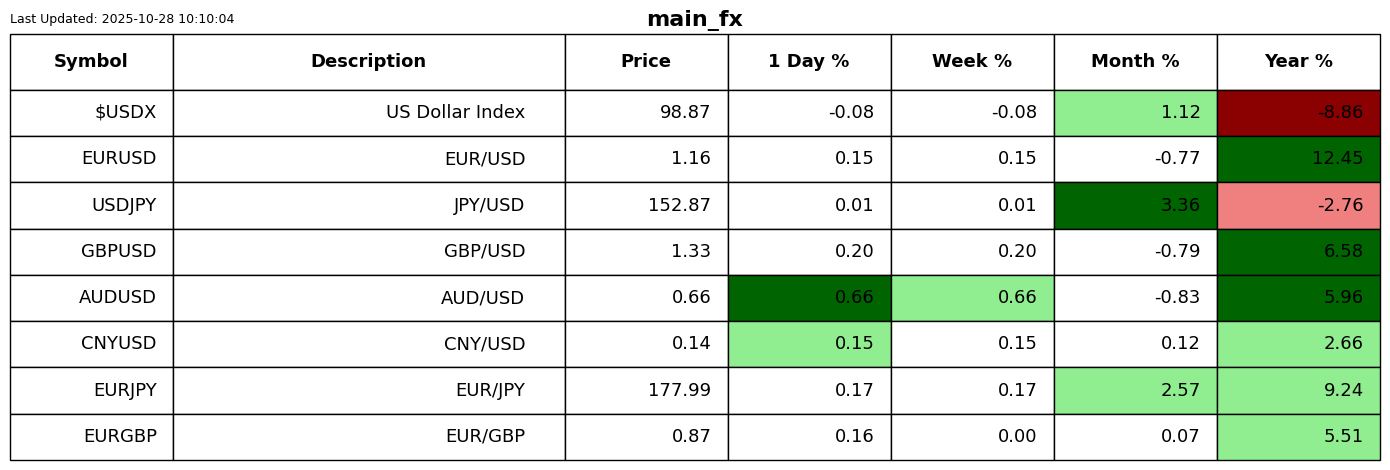 Last Updated: 2025-10-28 10:10:04
main_fx
Symbol Description Price 1 Day % Week % Month % Year %
$USDX US Dollar Index 98.87 -0.08 -0.08 1.12 -8.86
EURUSD EUR/USD 1.16 0.15 0.15 -0.77 12.45
USDJPY JPY/USD 152.87 0.01 0.01 3.36 -2.76
GBPUSD GBP/USD 1.33 0.20 0.20 -0.79 6.58
AUDUSD AUD/USD 0.66 0.66 0.66 -0.83 5.96
CNYUSD CNY/USD 0.14 0.15 0.15 0.12 2.66
EURJPY EUR/JPY 177.99 0.17 0.17 2.57 9.24
EURGBP EUR/GBP 0.87 0.16 0.00 0.07 5.51